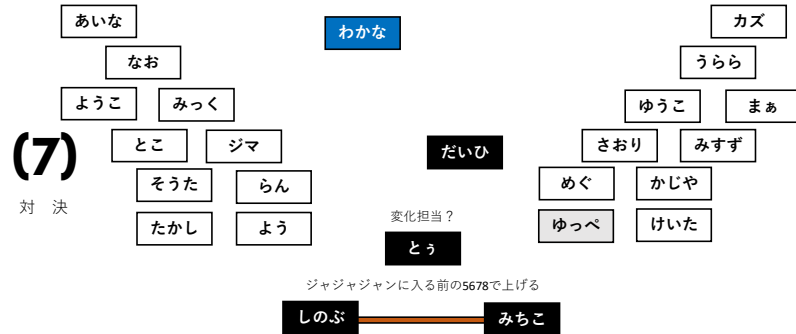 あいな
わかな
カズ
なお
うらら
ようこ
みっく
ゆうこ
まぁ
(7)
対 決
とこ
ジマ
だいひ
さおり
みすず
そうた
らん
めぐ
かじや
たかし
よう
変化担当？
とぅ
ゆっぺ
けいた
ジャジャジャンに入る前の5678で上げる
しのぶ
みちこ